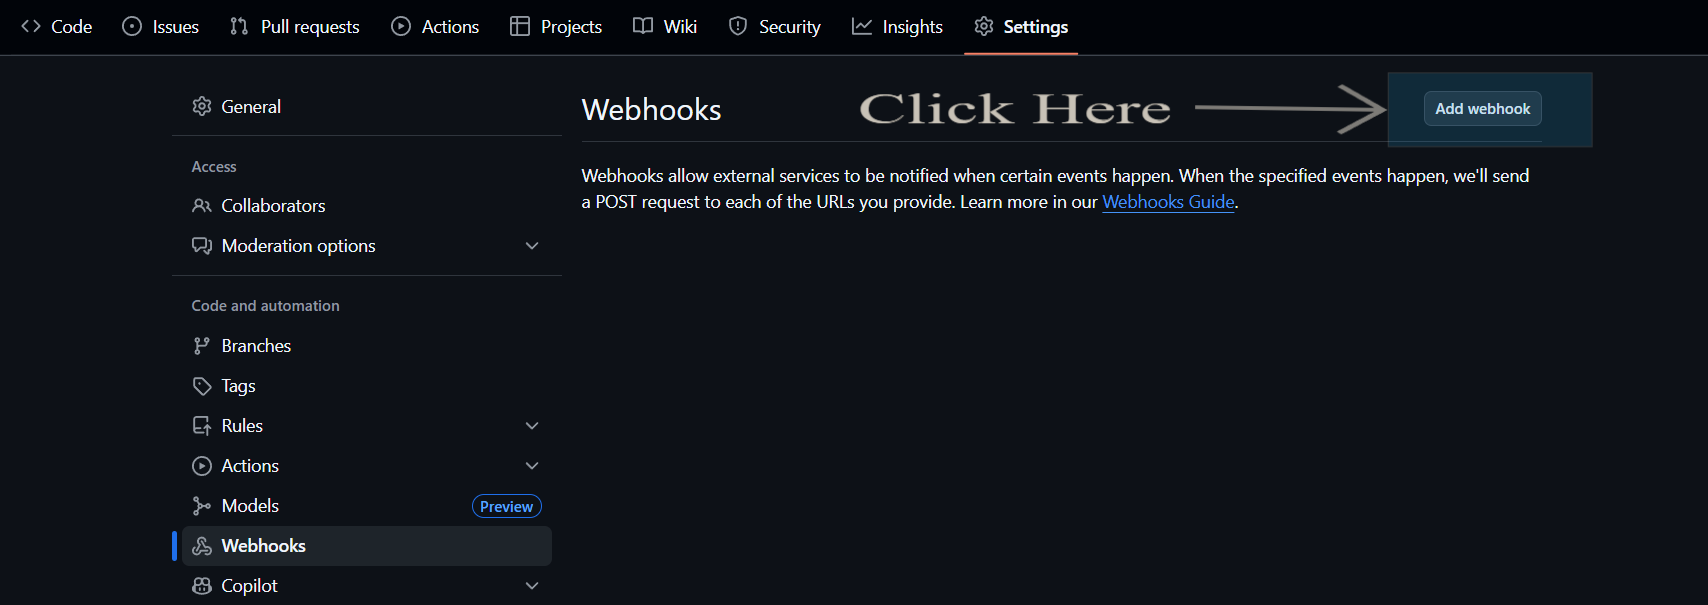 Code Issues Pull requests Actions Projects Wiki Security Insights Settings
General
Access
Collaborators
Moderation options
Code and automation
Branches
Tags
Rules
Actions
Models Preview
Webhooks
Copilot
Webhooks Click Here Add webhook
Webhooks allow external services to be notified when certain events happen. When the specified events happen, we'll send
a POST request to each of the URLs you provide. Learn more in our Webhooks Guide.